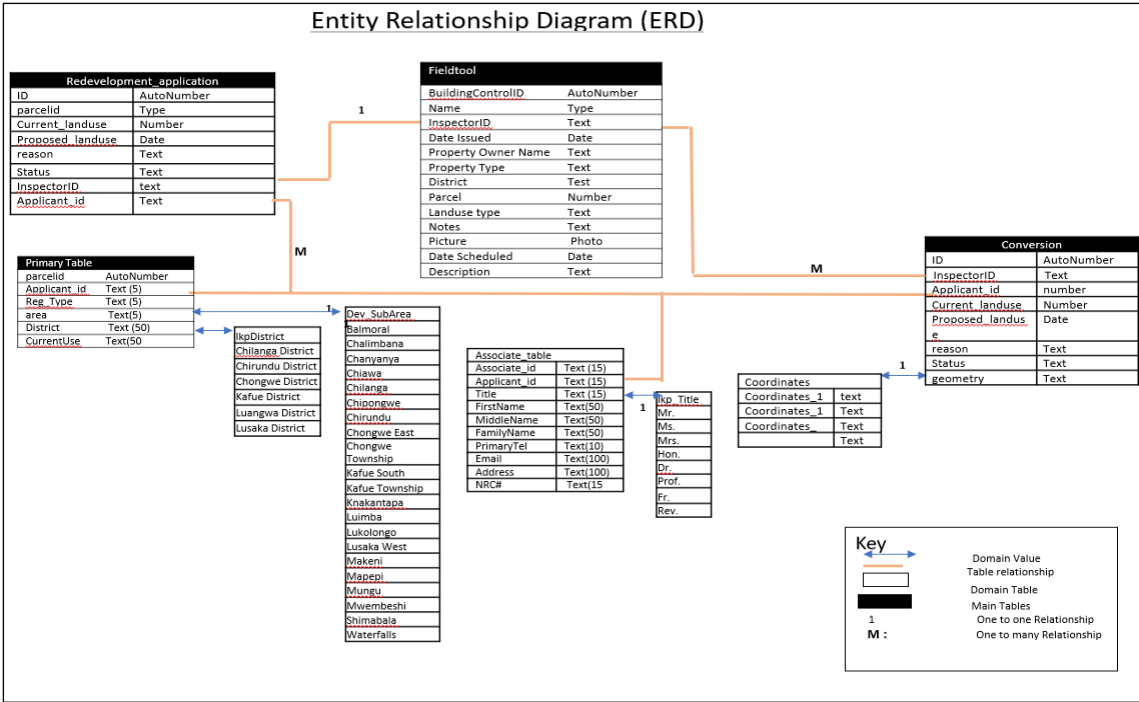 Entity Relationship Diagram (ERD)
Redevelopment_application
ID AutoNumber
parcelid Type
Current_landuse Number
Proposed_landuse Date
reason Text
Status Text
InspectorID text
Applicant_id Text
1
Fieldtool
BuildingControlID AutoNumber
Name Type
InspectorID Text
Date Issued Date
Property Owner Name Text
Property Type Text
District Test
Parcel Number
Landuse type Text
Notes Text
Picture Photo
Date Scheduled Date
Description Text
M
M
Conversion
ID AutoNumber
InspectorID Text
Applicant_id number
Current_landuse Number
Proposed_landus Date
e
reason Text
Status Text
geometry Text
Primary Table
parcelid AutoNumber
Applicant_id Text (5)
Reg_Type Text (5)
area Text(5)
District Text (50)
CurrentUse Text(50
lkpDistrict
Chilanga District
Chirundu District
Chongwe District
Kafue District
Luangwa District
Lusaka District
1
Dev_SubArea
Balmoral
Chalimbana
Chanyanya
Chiawa
Chilanga
Chipongwe
Chirundu
Chongwe East
Chongwe
Township
Kafue South
Kafue Township
Knakantapa
Luimba
Lukolongo
Lusaka West
Makeni
Mapepi
Mungu
Mwembeshi
Shimabala
Waterfalls
Associate_table
Associate_id Text (15)
Applicant_id Text (15)
Title Text (15)
FirstName Text(50)
MiddleName Text(50)
FamilyName Text(50)
PrimaryTel Text(10)
Email Text(100)
Address Text(100)
NRC# Text(15
1
lkp_Title
Mr.
Ms.
Mrs.
Hon.
Dr.
Prof.
Fr.
Rev.
1
Coordinates
Coordinates_1 text
Coordinates_1 Text
Coordinates_ Text
Text
Key
Domain Value
Table relationship
Domain Table
Main Tables
1 One to one Relationship
M : One to many Relationship